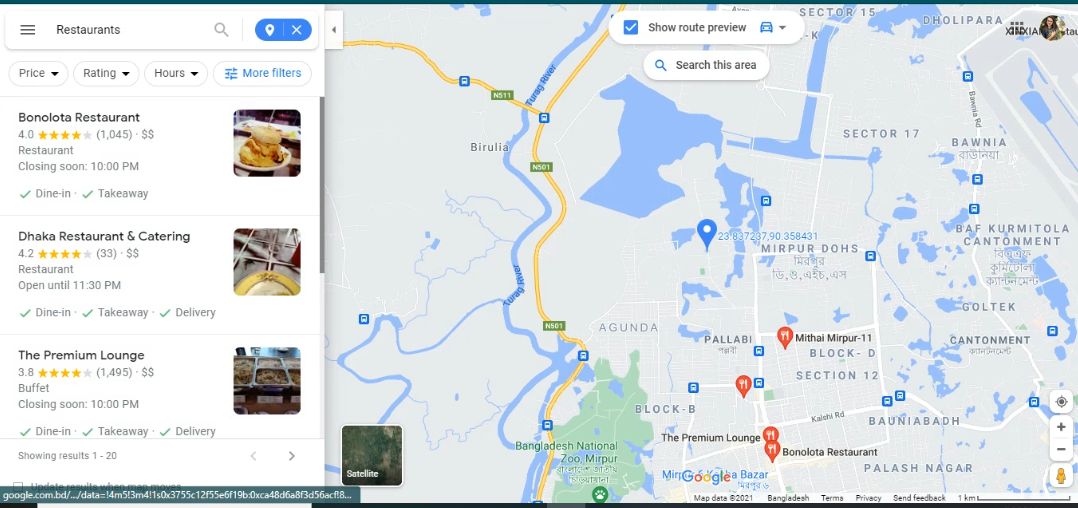 Restaurants
Price
Rating
Hours
More filters
Bonolota Restaurant
4.0 (1,045) · $$
Restaurant
Closing soon: 10:00 PM
Dine-in · Takeaway
Dhaka Restaurant & Catering
4.2 (33) · $$
Restaurant
Open until 11:30 PM
Dine-in · Takeaway · Delivery
The Premium Lounge
3.8 (1,495) · $$
Buffet
Closing soon: 10:00 PM
Dine-in · Takeaway · Delivery
Showing results 1 - 20
Update results when map moves
google.com.bd/.../data=!4m5!3m4!1s0x3755c12f55e6f19b:0xca48d6a8f3d56acf!8...
Show route preview
Search this area
SECTOR 15
DHOLIPARA
N511
Turag River
Birulia
N501
SECTOR 17
Bawnia Rd
BAWNIA
বাউনিয়া
23.837237,90.358431
MIRPUR DOHS
মিরপুর
ডি,ও,এইচ,এস
BAF KURMITOLA
CANTONMENT
বিএএফ
কুর্মিটোলা
ক্যান্টনমেন্ট
Turag River
GOLTEK
N501
AGUNDA
PALLABI
পল্লবী
Mithai Mirpur-11
BLOCK- D
CANTONMENT
ক্যান্টনমেন্ট
SECTION 12
BLOCK-B
Kalshi Rd
BAUNIABADH
The Premium Lounge
Bonolota Restaurant
Bangladesh National
Zoo, Mirpur
বাংলাদেশ জাতীয়
চিড়িয়াখানা
PALASH NAGAR
Google
Satellite
Map data ©2021
Bangladesh
Terms
Privacy
Send feedback
1 km